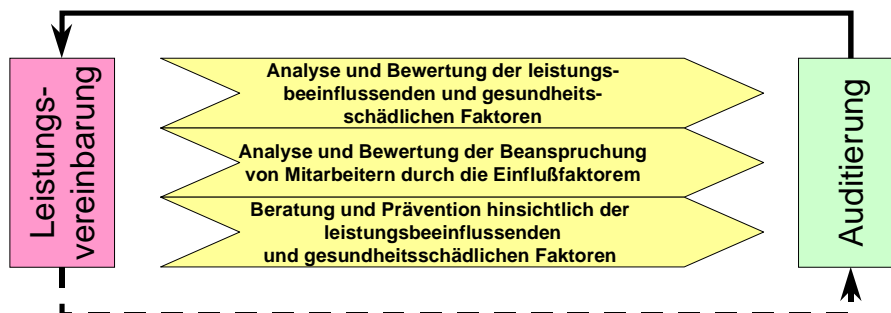 Leistungs-
vereinbarung
Analyse und Bewertung der leistungs-
beeinflussenden und gesundheits-
schädlichen Faktoren
Analyse und Bewertung der Beanspruchung
von Mitarbeitern durch die Einflußfaktorem
Beratung und Prävention hinsichtlich der
leistungsbeeinflussenden
und gesundheitsschädlichen Faktoren
Auditierung